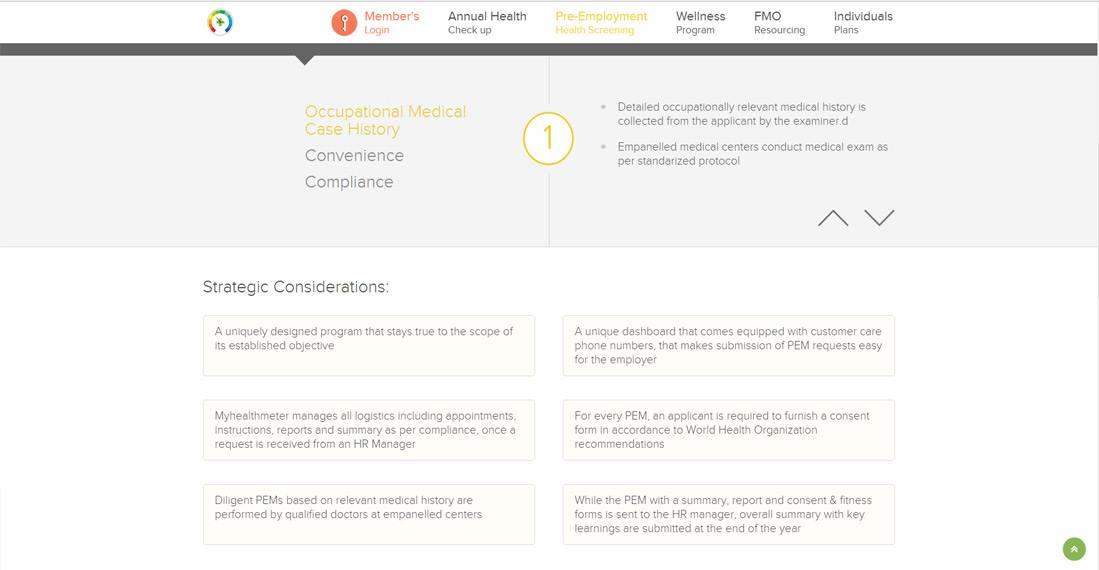 Member's
Login
Annual Health
Check up
Pre-Employment
Health Screening
Wellness
Program
FMO
Resourcing
Individuals
Plans
Occupational Medical
Case History
Convenience
Compliance
1
Detailed occupationally relevant medical history is
collected from the applicant by the examiner.d
Empanelled medical centers conduct medical exam as
per standarized protocol
Strategic Considerations:
A uniquely designed program that stays true to the scope of
its established objective
A unique dashboard that comes equipped with customer care
phone numbers, that makes submission of PEM requests easy
for the employer
Myhealthmeter manages all logistics including appointments,
instructions, reports and summary as per compliance, once a
request is received from an HR Manager
For every PEM, an applicant is required to furnish a consent
form in accordance to World Health Organization
recommendations
Diligent PEMs based on relevant medical history are
performed by qualified doctors at empanelled centers
While the PEM with a summary, report and consent & fitness
forms is sent to the HR manager, overall summary with key
learnings are submitted at the end of the year